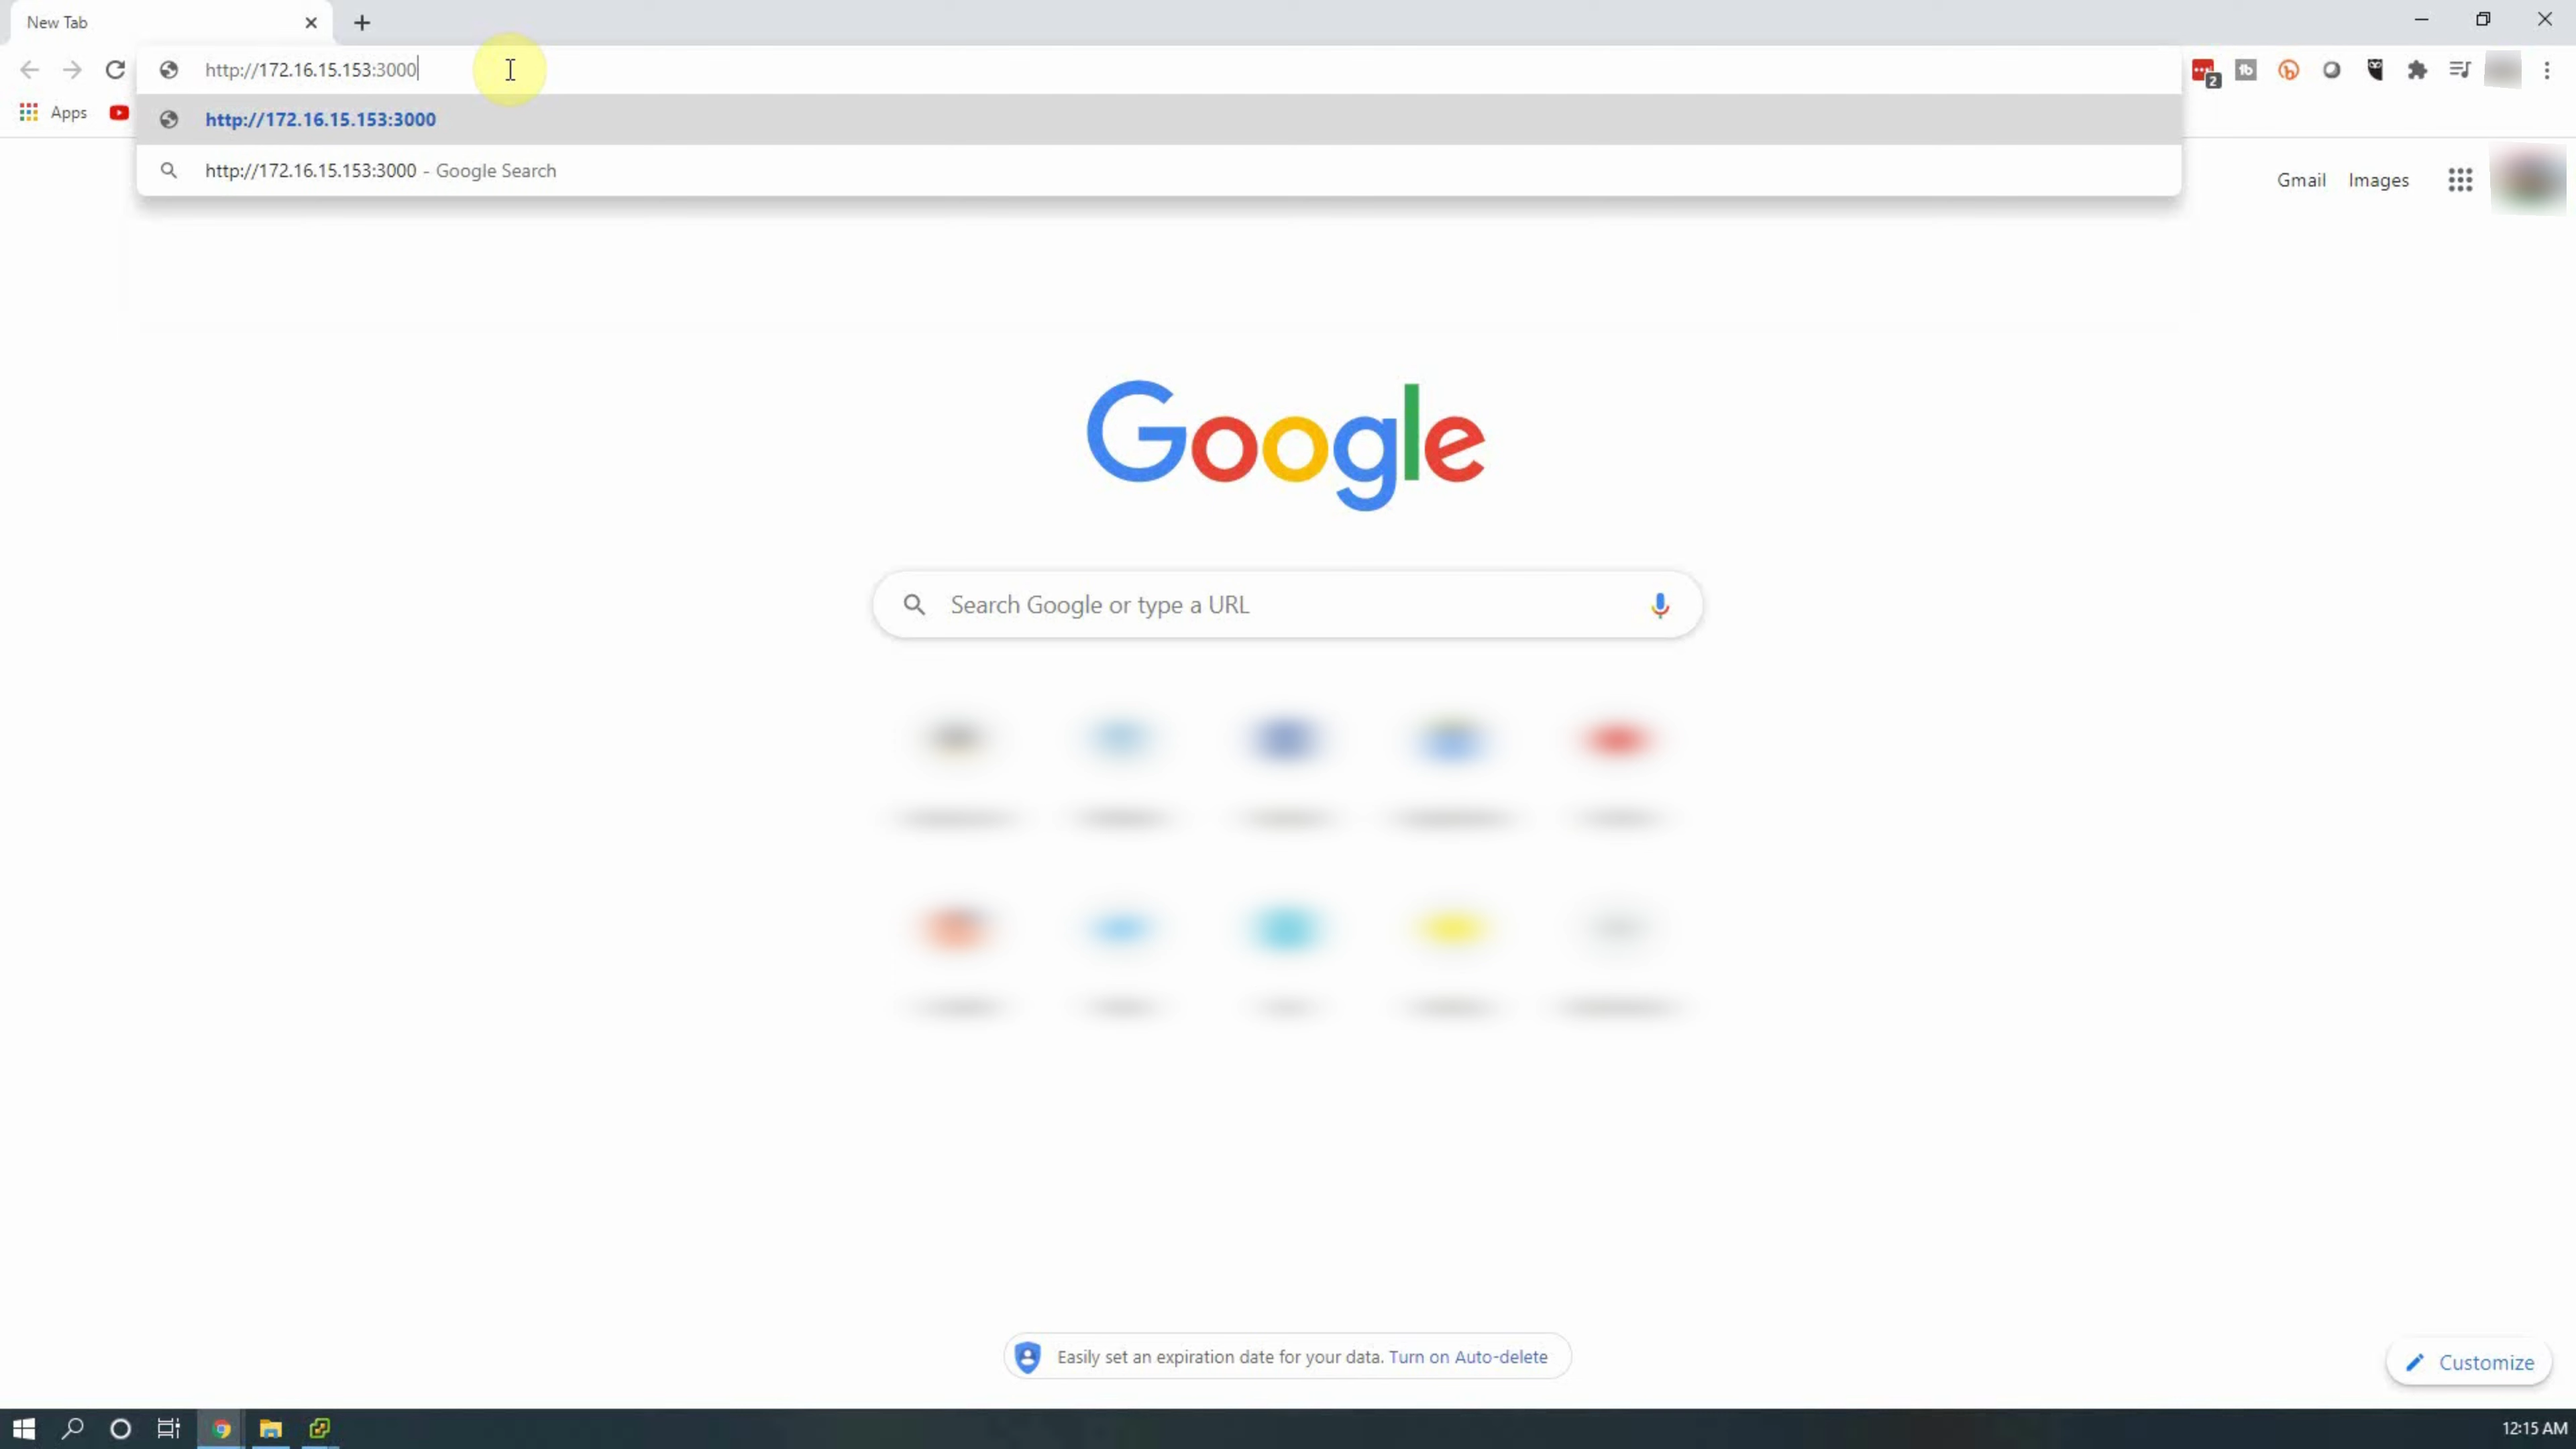 New Tab
http://172.16.15.153:3000
Apps
http://172.16.15.153:3000
http://172.16.15.153:3000 - Google Search
2
Gmail Images
Google
Search Google or type a URL
Easily set an expiration date for your data. Turn on Auto-delete
Customize
12:15 AM